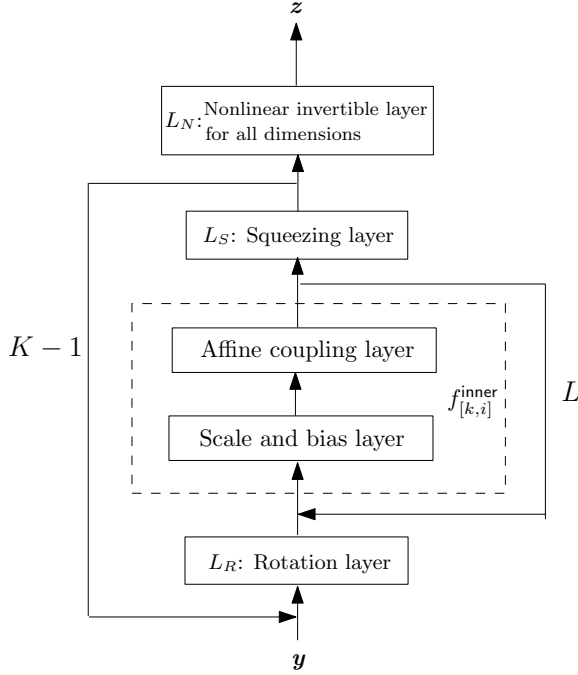 z
L_N: Nonlinear invertible layer
for all dimensions
L_S: Squeezing layer
K − 1
Affine coupling layer
f^{inner}_{[k,i]}
L
Scale and bias layer
L_R: Rotation layer
y